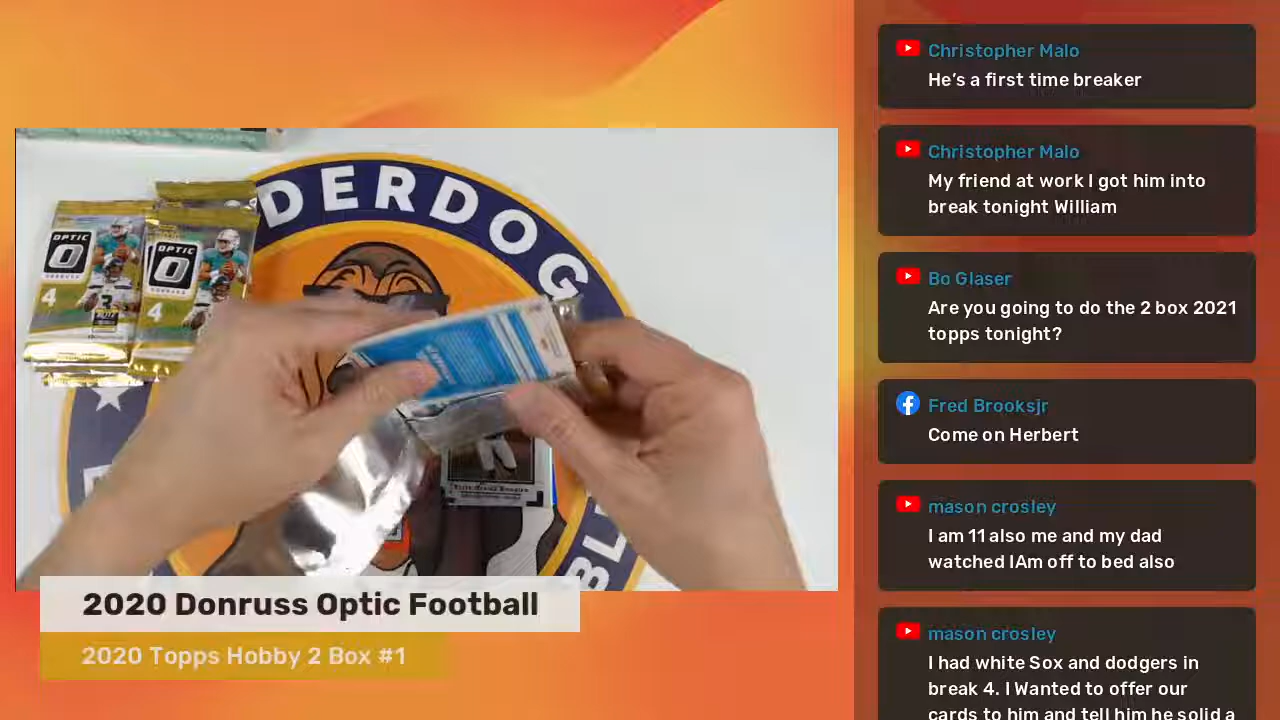 DERDOG
OPTIC
OPTIC
4
4
BL
2020 Donruss Optic Football
2020 Topps Hobby 2 Box #1
Christopher Malo
He's a first time breaker
Christopher Malo
My friend at work I got him into
break tonight William
Bo Glaser
Are you going to do the 2 box 2021
topps tonight?
Fred Brooksjr
Come on Herbert
mason crosley
I am 11 also me and my dad
watched IAm off to bed also
mason crosley
I had white Sox and dodgers in
break 4. I Wanted to offer our
cards to him and tell him he solid a